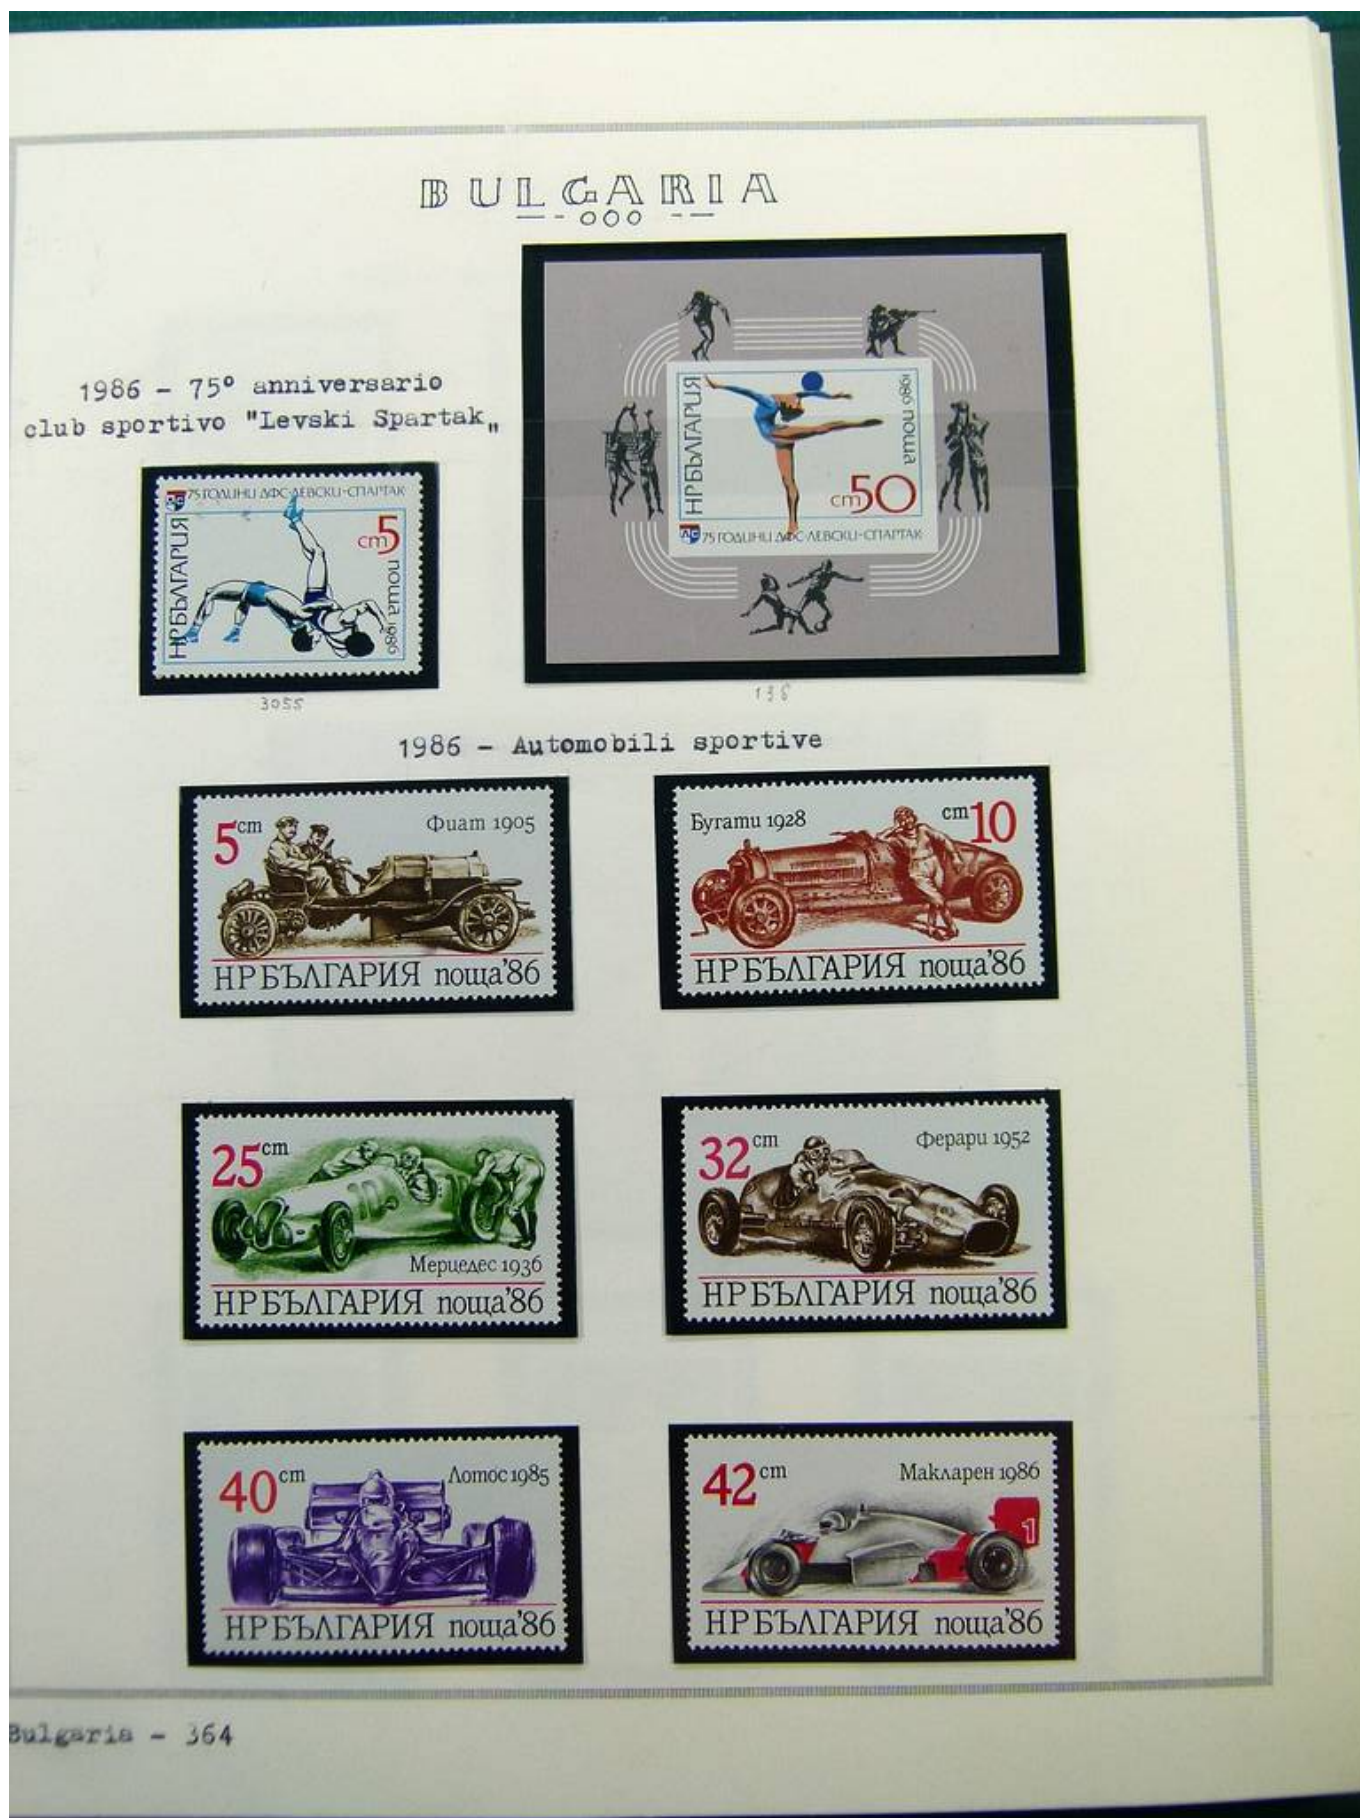 BULGARIA
1986 - 75° anniversario
club sportivo "Levski Spartak„
75 ГОДИНИ ДФС·ЛЕВСКИ-СПАРТАК
НРБЪЛГАРИЯ
ст5
поща 1986
3055
НРБЪЛГАРИЯ
1986 поща
ст50
ЛС 75 ГОДИНИ ДФС·ЛЕВСКИ-СПАРТАК
1986 - Automobili sportive
5ст Фиат 1905
НРБЪЛГАРИЯ поща'86
Бугати 1928 ст10
НРБЪЛГАРИЯ поща'86
25ст
10
Мерцедес 1936
НРБЪЛГАРИЯ поща'86
32ст Ферари 1952
НРБЪЛГАРИЯ поща'86
40ст Лотос 1985
НРБЪЛГАРИЯ поща'86
42ст Макларен 1986
1
НРБЪЛГАРИЯ поща'86
Bulgaria - 364